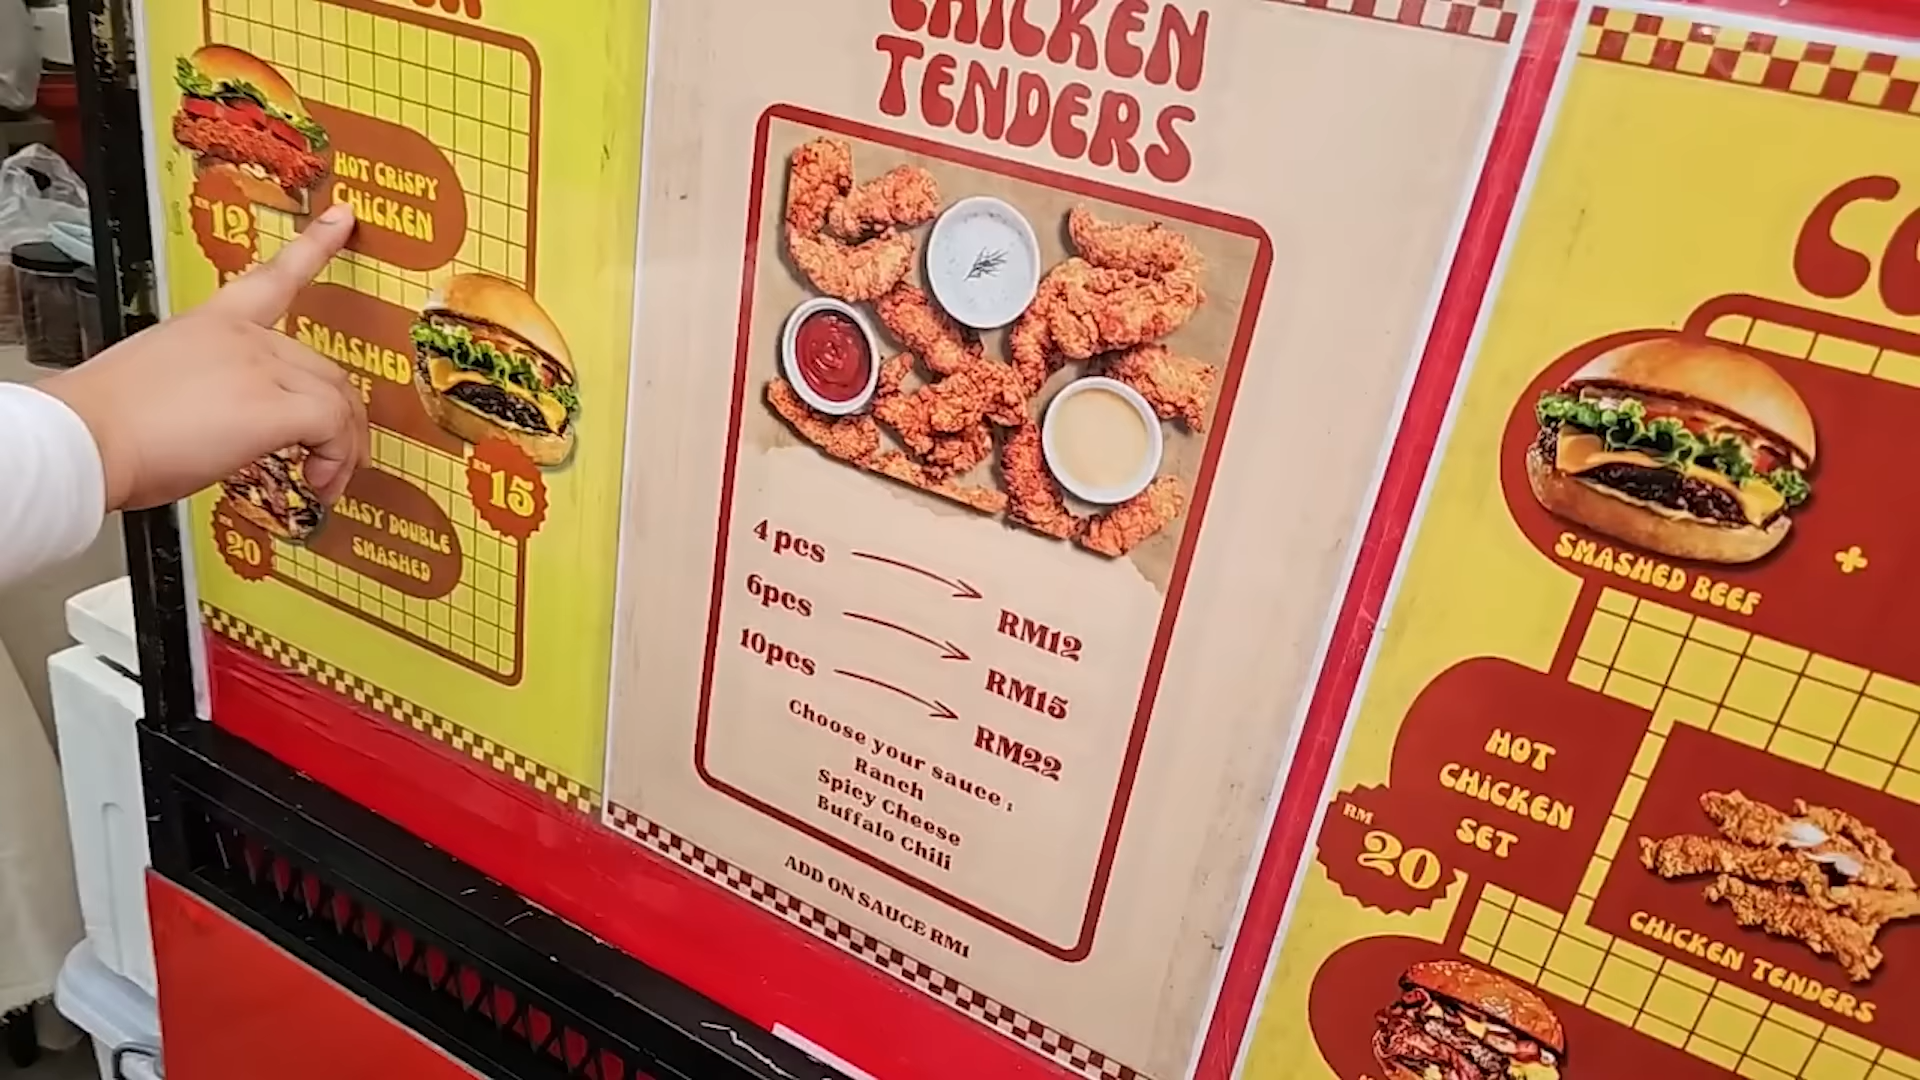 HOT CRISPY
CHICKEN
RM
12
SMASHED
RM
15
DOUBLE
SMASHED
RM
20
CHICKEN
TENDERS
4 pcs
RM12
6pcs
RM15
10pcs
RM22
Choose your sauce :
Ranch
Spicy Cheese
Buffalo Chili
ADD ON SAUCE RM1
SMASHED BEEF
+
HOT
CHICKEN
SET
RM
20
CHICKEN TENDERS